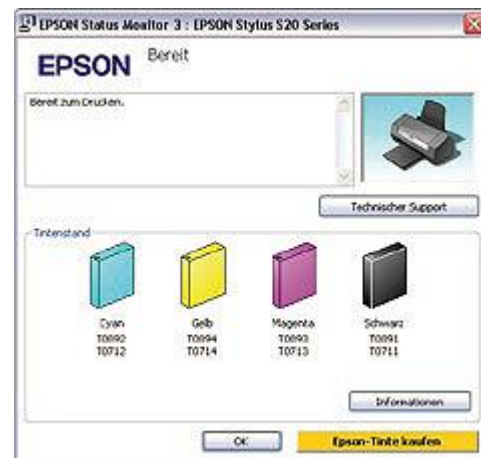 EPSON Status Monitor 3 : EPSON Stylus S20 Series
EPSON
Bereit
Bereit zum Drucken.
Technischer Support
Tintenstand
Cyan Gelb Magenta Schwarz
T0892 T0894 T0893 T0891
T0712 T0714 T0713 T0711
Informationen
OK Epson-Tinte kaufen